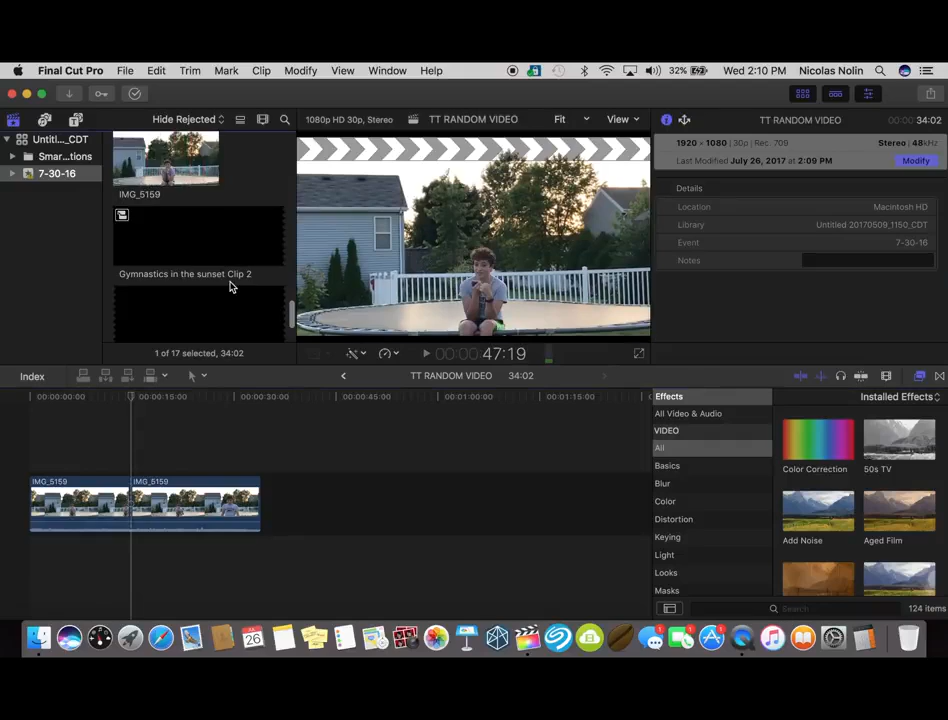 Final Cut Pro File Edit Trim Mark Clip Modify View Window Help 32% Wed 2:10 PM Nicolas Nolin
Hide Rejected 1080p HD 30p, Stereo TT RANDOM VIDEO Fit View TT RANDOM VIDEO 00:00:34:02
Untitl..._CDT
Smar...ions
7-30-16
IMG_5159
Gymnastics in the sunset Clip 2
1 of 17 selected, 34:02
00:00:47:19
1920 × 1080 | 30p | Rec. 709 Stereo | 48kHz
Last Modified July 26, 2017 at 2:09 PM Modify
Details
Location Macintosh HD
Library Untitled 20170509_1150_CDT
Event 7-30-16
Notes
Index TT RANDOM VIDEO 34:02
00:00:00:00 00:00:15:00 00:00:30:00 00:00:45:00 00:01:00:00 00:01:15:00
IMG_5159 IMG_5159
Effects Installed Effects
All Video & Audio
VIDEO
All
Basics
Blur
Color
Distortion
Keying
Light
Looks
Masks
Color Correction 50s TV
Add Noise Aged Film
Search 124 items
26